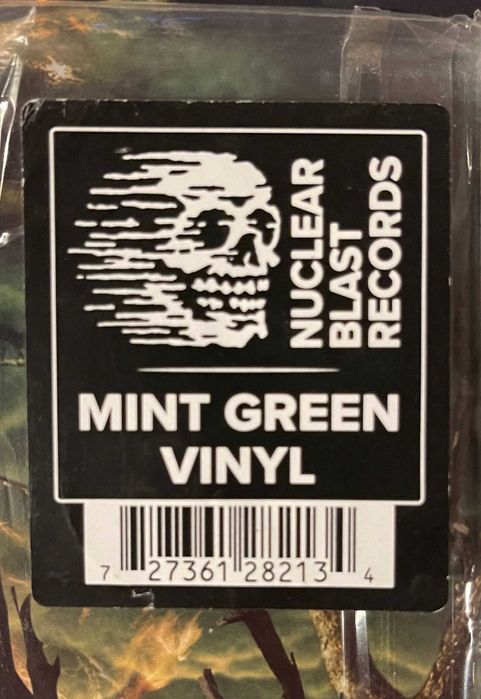 NUCLEAR
BLAST
RECORDS
MINT GREEN
VINYL
7 27361 28213 4